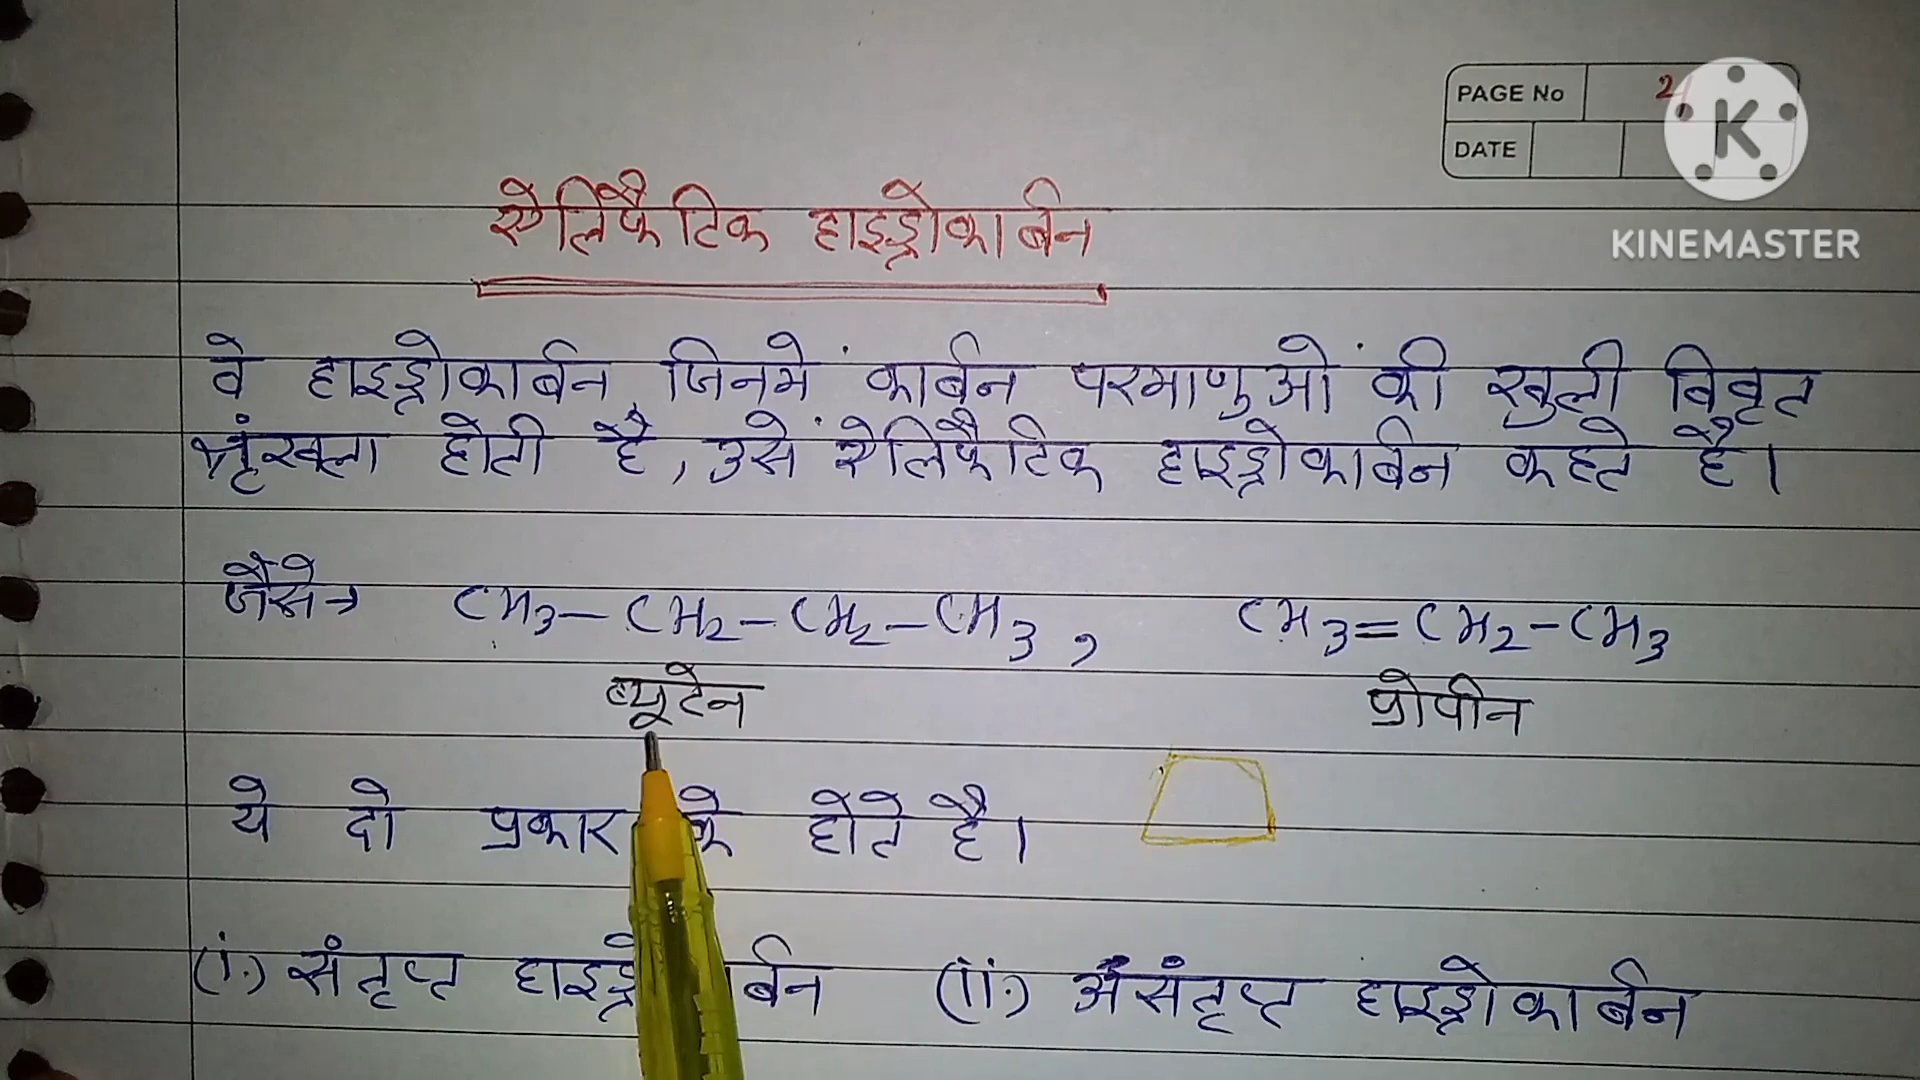 PAGE No 21
DATE
KINEMASTER
ऐलिफैटिक हाइड्रोकार्बन
वे हाइड्रोकार्बन जिनमें कार्बन परमाणुओं की खुली विवृत
श्रृंखला होती है, उसे ऐलिफैटिक हाइड्रोकार्बन कहते है।
जैसे→ CH3–CH2–CH2–CH3, CH3=CH2–CH3
ब्यूटेन प्रोपीन
ये दो प्रकार के होते है।
(i.) संतृप्त हाइड्रोकार्बन (ii.) असंतृप्त हाइड्रोकार्बन